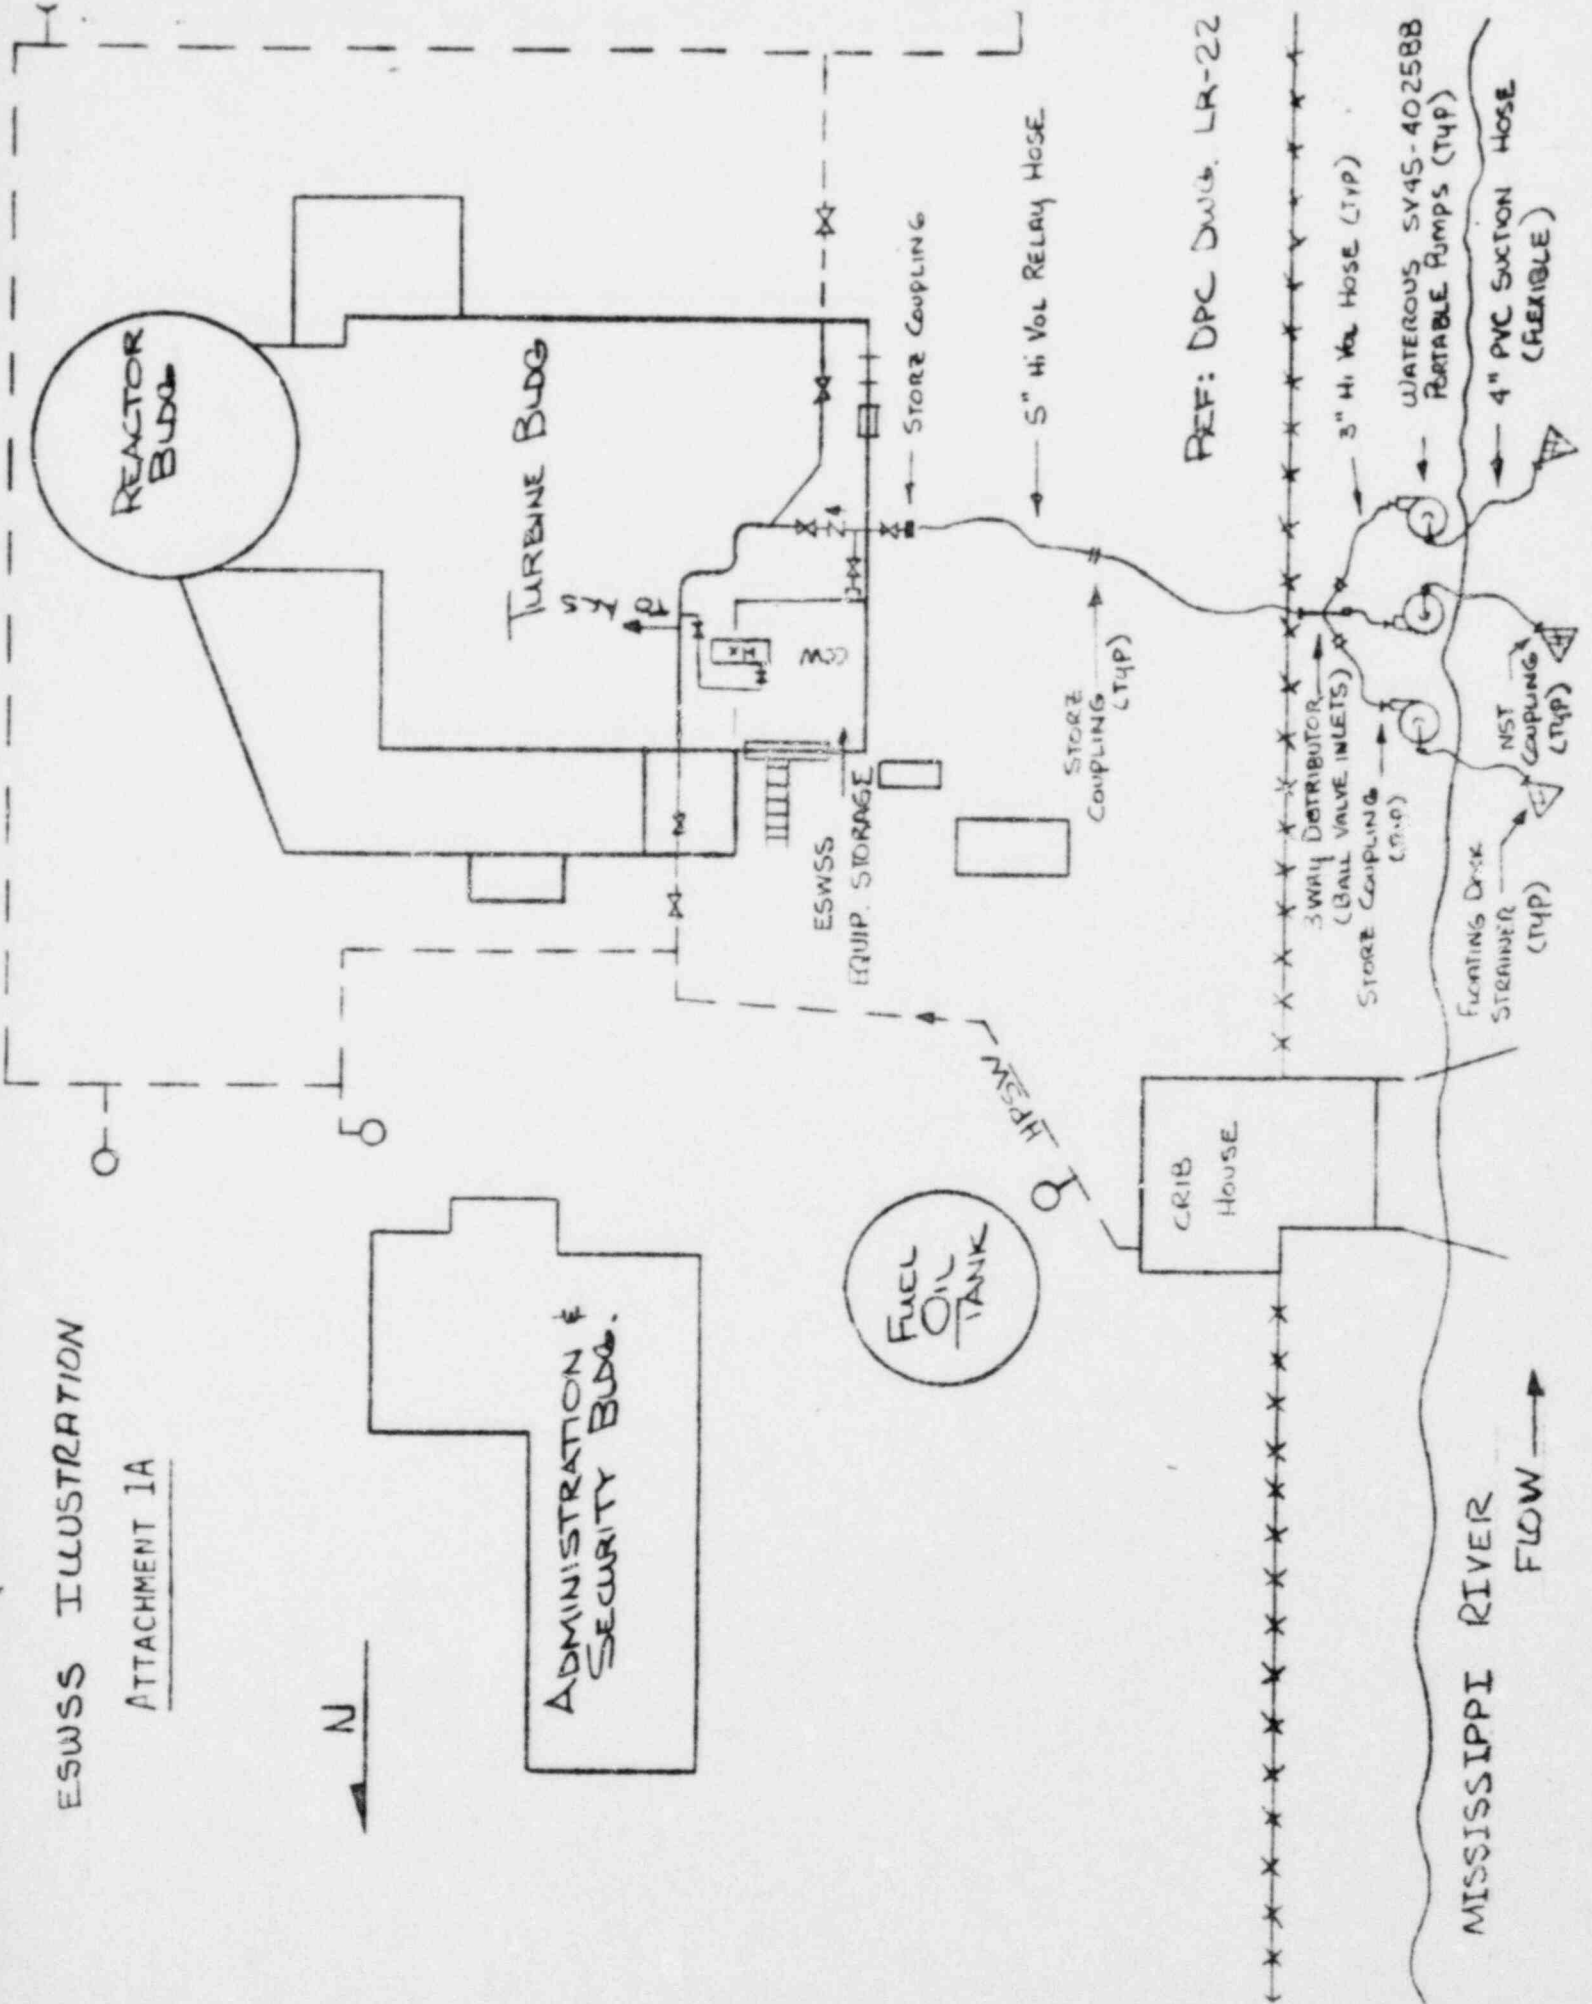 ESWSS ILLUSTRATION
ATTACHMENT 1A
N
REACTOR
BLDG
TURBINE BLDG
ADMINISTRATION &
SECURITY BLDG.
FUEL
OIL
TANK
HPSW
CRIB
HOUSE
ESWSS
EQUIP. STORAGE
STORZ COUPLING
5" Hi VOL RELAY HOSE
STORZ
COUPLING
(TYP)
REF: DPC DWG. LR-22
3 WAY DISTRIBUTOR
(BALL VALVE INLETS)
STORZ COUPLING
(TYP)
3" Hi VOL HOSE (TYP)
WATEROUS SV45-4025BB
PORTABLE PUMPS (TYP)
4" PVC SUCTION HOSE
(FLEXIBLE)
FLOATING DOCK
STRAINER
(TYP)
NST
COUPLING
(TYP)
MISSISSIPPI RIVER
FLOW